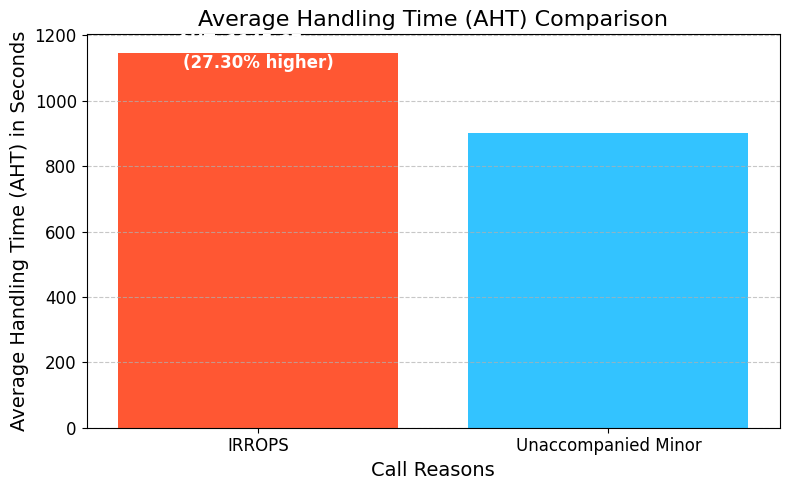 Average Handling Time (AHT) Comparison
1200
(27.30% higher)
1000
800
600
400
200
0
Average Handling Time (AHT) in Seconds
IRROPS
Unaccompanied Minor
Call Reasons